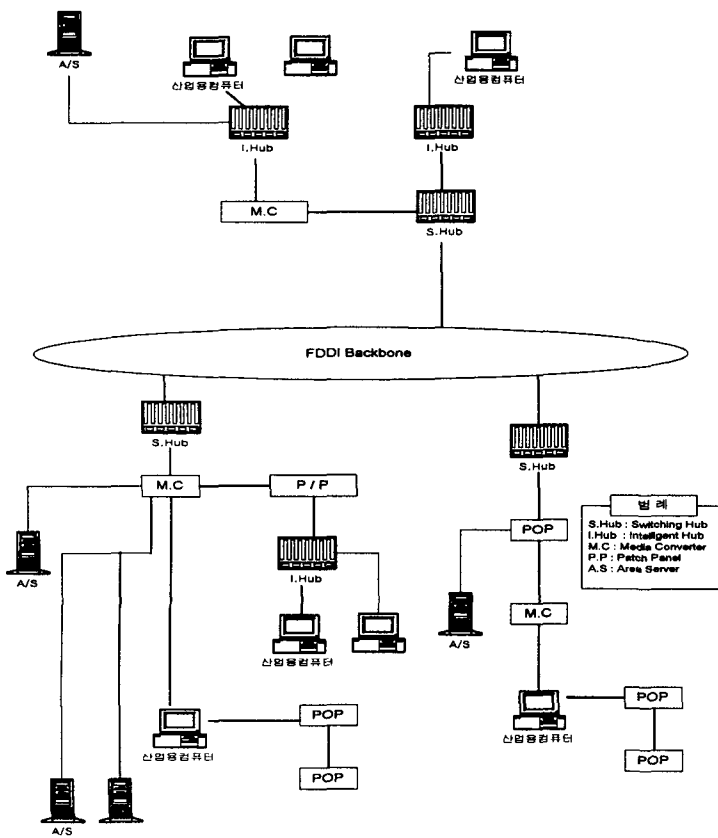 A/S
산업용컴퓨터
산업용컴퓨터
I.Hub
I.Hub
M.C
S.Hub
FDDI Backbone
S.Hub
S.Hub
M.C
P / P
A/S
I.Hub
산업용컴퓨터
산업용컴퓨터
POP
POP
A/S
범 례
S.Hub : Switching Hub
I.Hub : Intelligent Hub
M.C : Media Converter
P.P : Patch Panel
A.S : Area Server
POP
A/S
M.C
산업용컴퓨터
POP
POP